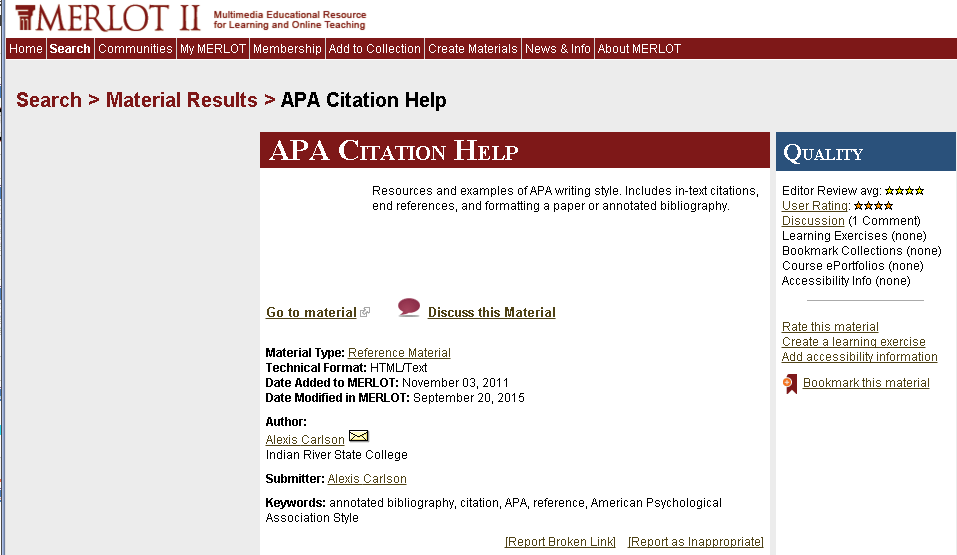 MERLOT II
Multimedia Educational Resource
for Learning and Online Teaching
Home Search Communities My MERLOT Membership Add to Collection Create Materials News & Info About MERLOT
Search > Material Results > APA Citation Help
APA CITATION HELP
Resources and examples of APA writing style. Includes in-text citations,
end references, and formatting a paper or annotated bibliography.
Go to material Discuss this Material
Material Type: Reference Material
Technical Format: HTML/Text
Date Added to MERLOT: November 03, 2011
Date Modified in MERLOT: September 20, 2015
Author:
Alexis Carlson
Indian River State College
Submitter: Alexis Carlson
Keywords: annotated bibliography, citation, APA, reference, American Psychological
Association Style
[Report Broken Link] [Report as Inappropriate]
QUALITY
Editor Review avg:
User Rating:
Discussion (1 Comment)
Learning Exercises (none)
Bookmark Collections (none)
Course ePortfolios (none)
Accessibility Info (none)
Rate this material
Create a learning exercise
Add accessibility information
Bookmark this material